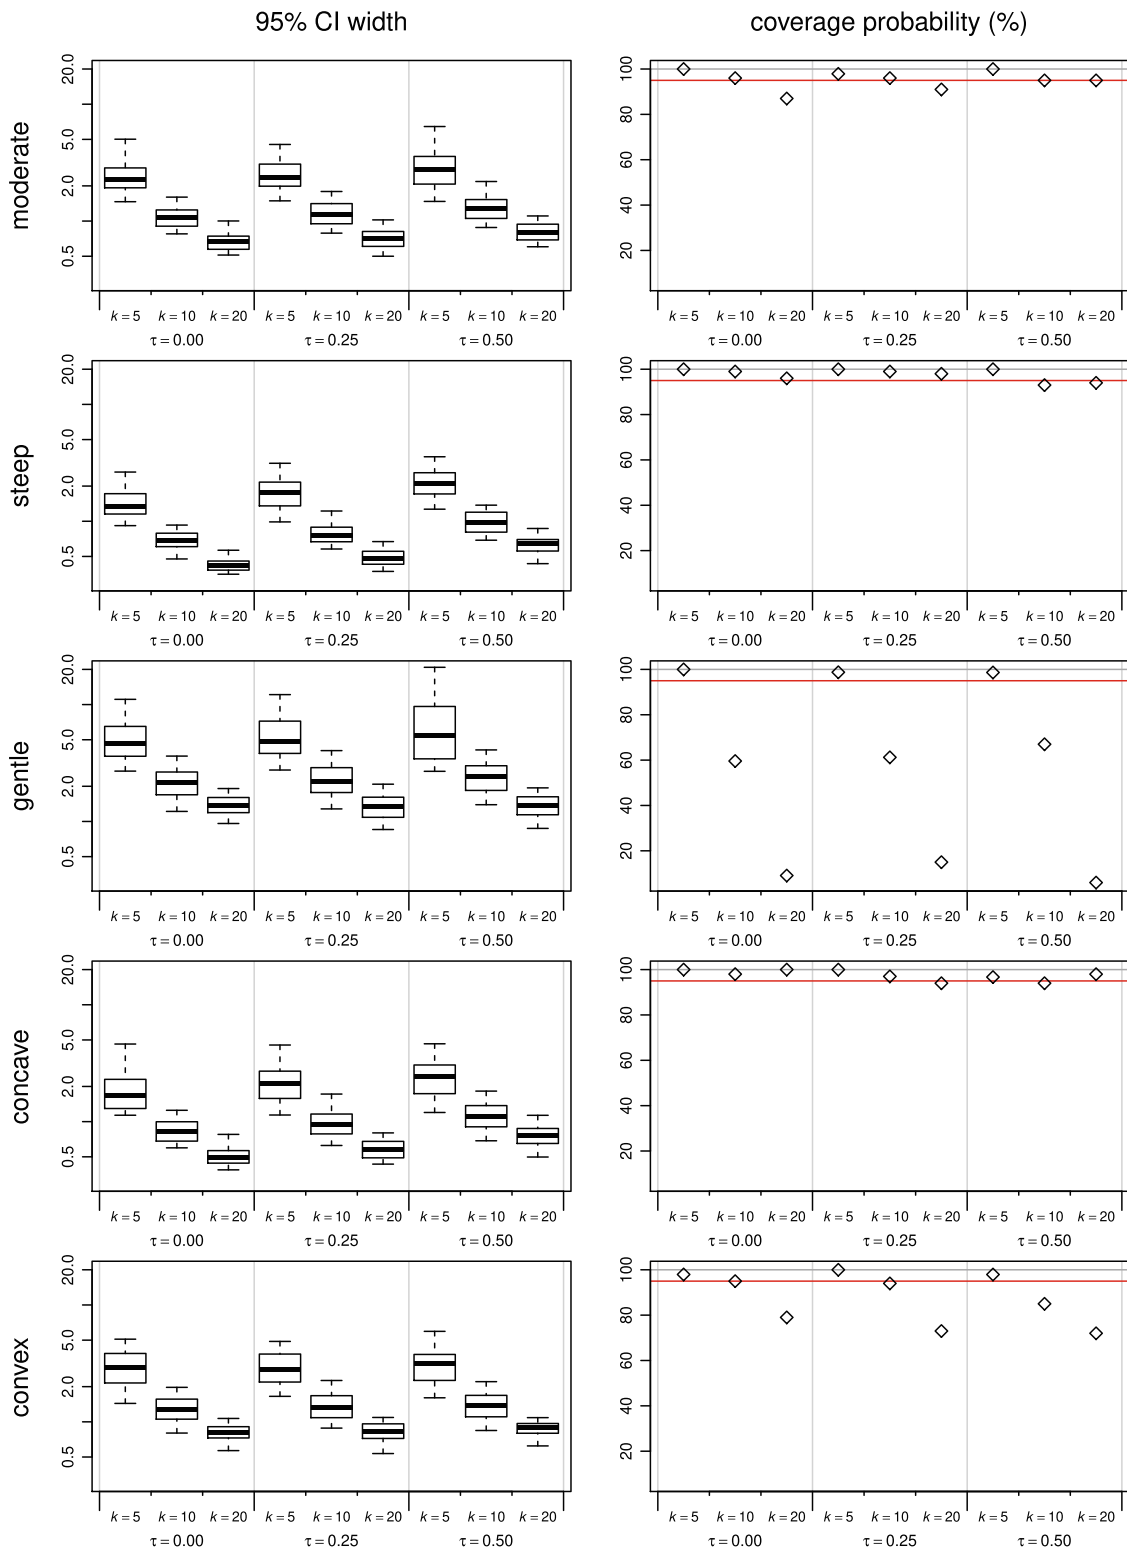 95% CI width
coverage probability (%)
moderate
20.0
5.0
2.0
0.5
k = 5 k = 10 k = 20 k = 5 k = 10 k = 20 k = 5 k = 10 k = 20
τ = 0.00 τ = 0.25 τ = 0.50
100
80
60
40
20
k = 5 k = 10 k = 20 k = 5 k = 10 k = 20 k = 5 k = 10 k = 20
τ = 0.00 τ = 0.25 τ = 0.50
steep
20.0
5.0
2.0
0.5
k = 5 k = 10 k = 20 k = 5 k = 10 k = 20 k = 5 k = 10 k = 20
τ = 0.00 τ = 0.25 τ = 0.50
100
80
60
40
20
k = 5 k = 10 k = 20 k = 5 k = 10 k = 20 k = 5 k = 10 k = 20
τ = 0.00 τ = 0.25 τ = 0.50
gentle
20.0
5.0
2.0
0.5
k = 5 k = 10 k = 20 k = 5 k = 10 k = 20 k = 5 k = 10 k = 20
τ = 0.00 τ = 0.25 τ = 0.50
100
80
60
40
20
k = 5 k = 10 k = 20 k = 5 k = 10 k = 20 k = 5 k = 10 k = 20
τ = 0.00 τ = 0.25 τ = 0.50
concave
20.0
5.0
2.0
0.5
k = 5 k = 10 k = 20 k = 5 k = 10 k = 20 k = 5 k = 10 k = 20
τ = 0.00 τ = 0.25 τ = 0.50
100
80
60
40
20
k = 5 k = 10 k = 20 k = 5 k = 10 k = 20 k = 5 k = 10 k = 20
τ = 0.00 τ = 0.25 τ = 0.50
convex
20.0
5.0
2.0
0.5
k = 5 k = 10 k = 20 k = 5 k = 10 k = 20 k = 5 k = 10 k = 20
τ = 0.00 τ = 0.25 τ = 0.50
100
80
60
40
20
k = 5 k = 10 k = 20 k = 5 k = 10 k = 20 k = 5 k = 10 k = 20
τ = 0.00 τ = 0.25 τ = 0.50